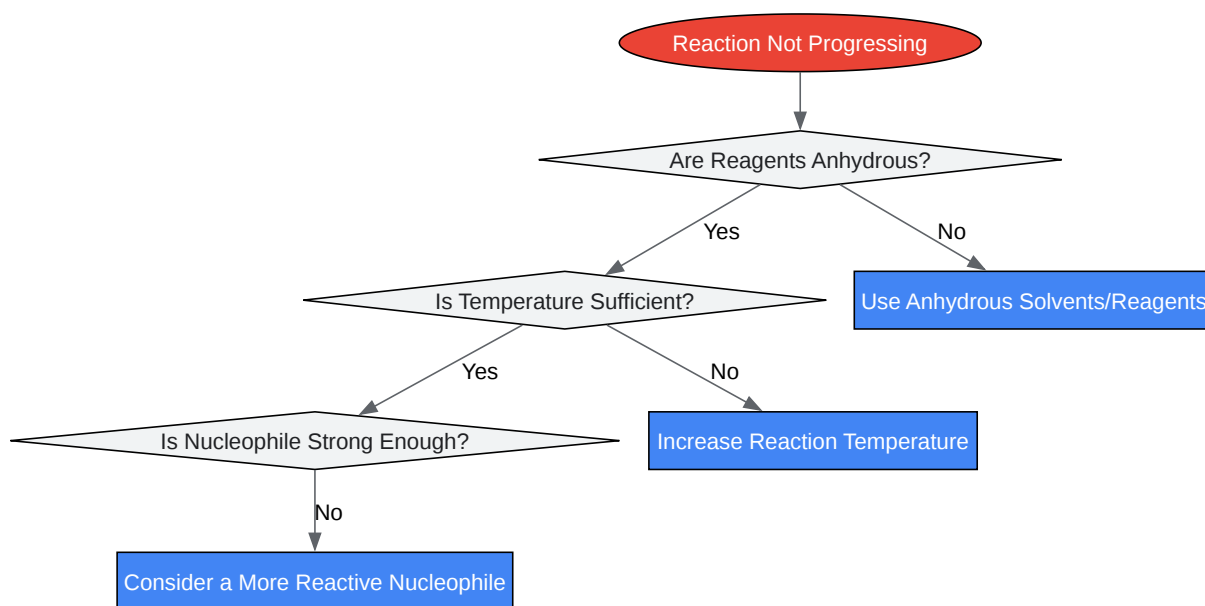 Reaction Not Progressing
Are Reagents Anhydrous?
Yes
No
Is Temperature Sufficient?
Use Anhydrous Solvents/Reagents
Yes
No
Is Nucleophile Strong Enough?
Increase Reaction Temperature
No
Consider a More Reactive Nucleophile